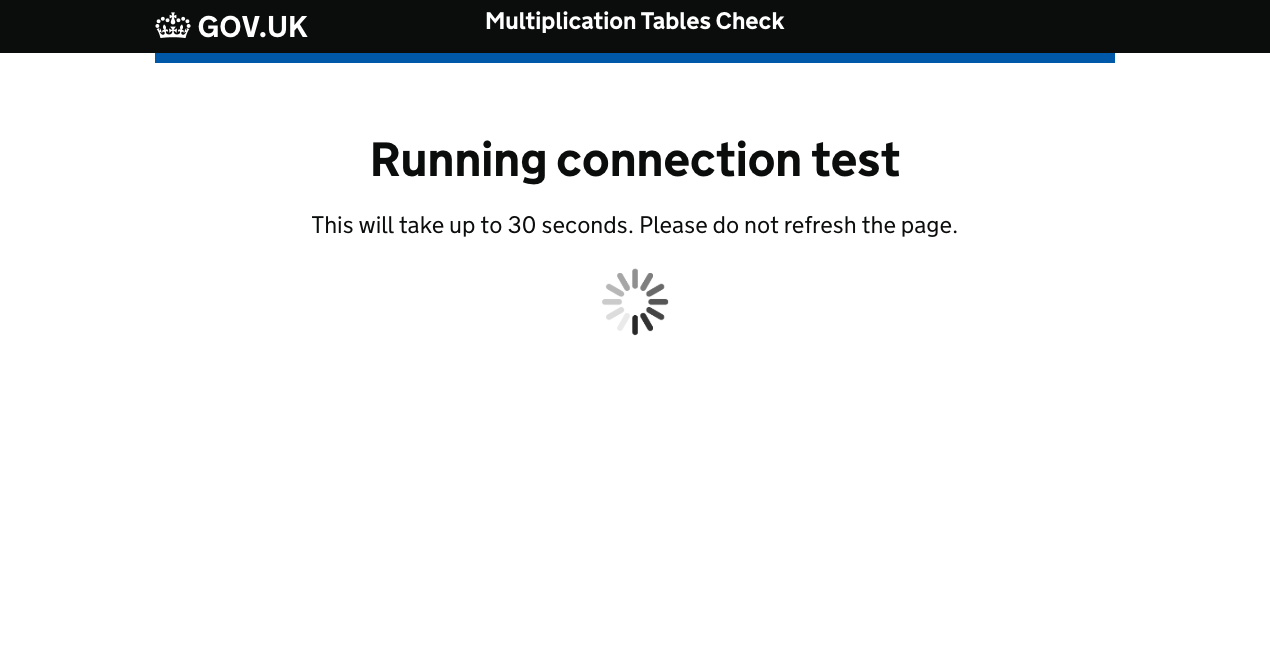 GOV.UK
Multiplication Tables Check
Running connection test
This will take up to 30 seconds. Please do not refresh the page.